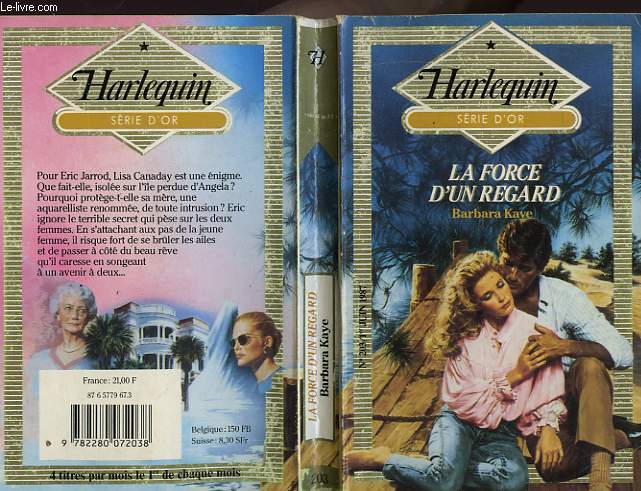 Le-livre.com
Harlequin
SÉRIE D'OR
Pour Eric Jarrod, Lisa Canaday est une énigme.
Que fait-elle, isolée sur l'île perdue d'Angela ?
Pourquoi protège-t-elle sa mère, une
aquarelliste renommée, de toute intrusion ? Eric
ignore le terrible secret qui pèse sur les deux
femmes. En s'attachant aux pas de la jeune
femme, il risque fort de se brûler les ailes
et de passer à côté du beau rêve
qu'il caresse en songeant
à un avenir à deux...
France : 21,00 F
87 6 5779 67.3
9 782280 072038
Belgique : 150 FB
Suisse : 8,30 SFr
4 titres par mois le 1er de chaque mois
H
LA FORCE D'UN REGARD
Barbara Kaye
203
Harlequin
SÉRIE D'OR
LA FORCE
D'UN REGARD
Barbara Kaye